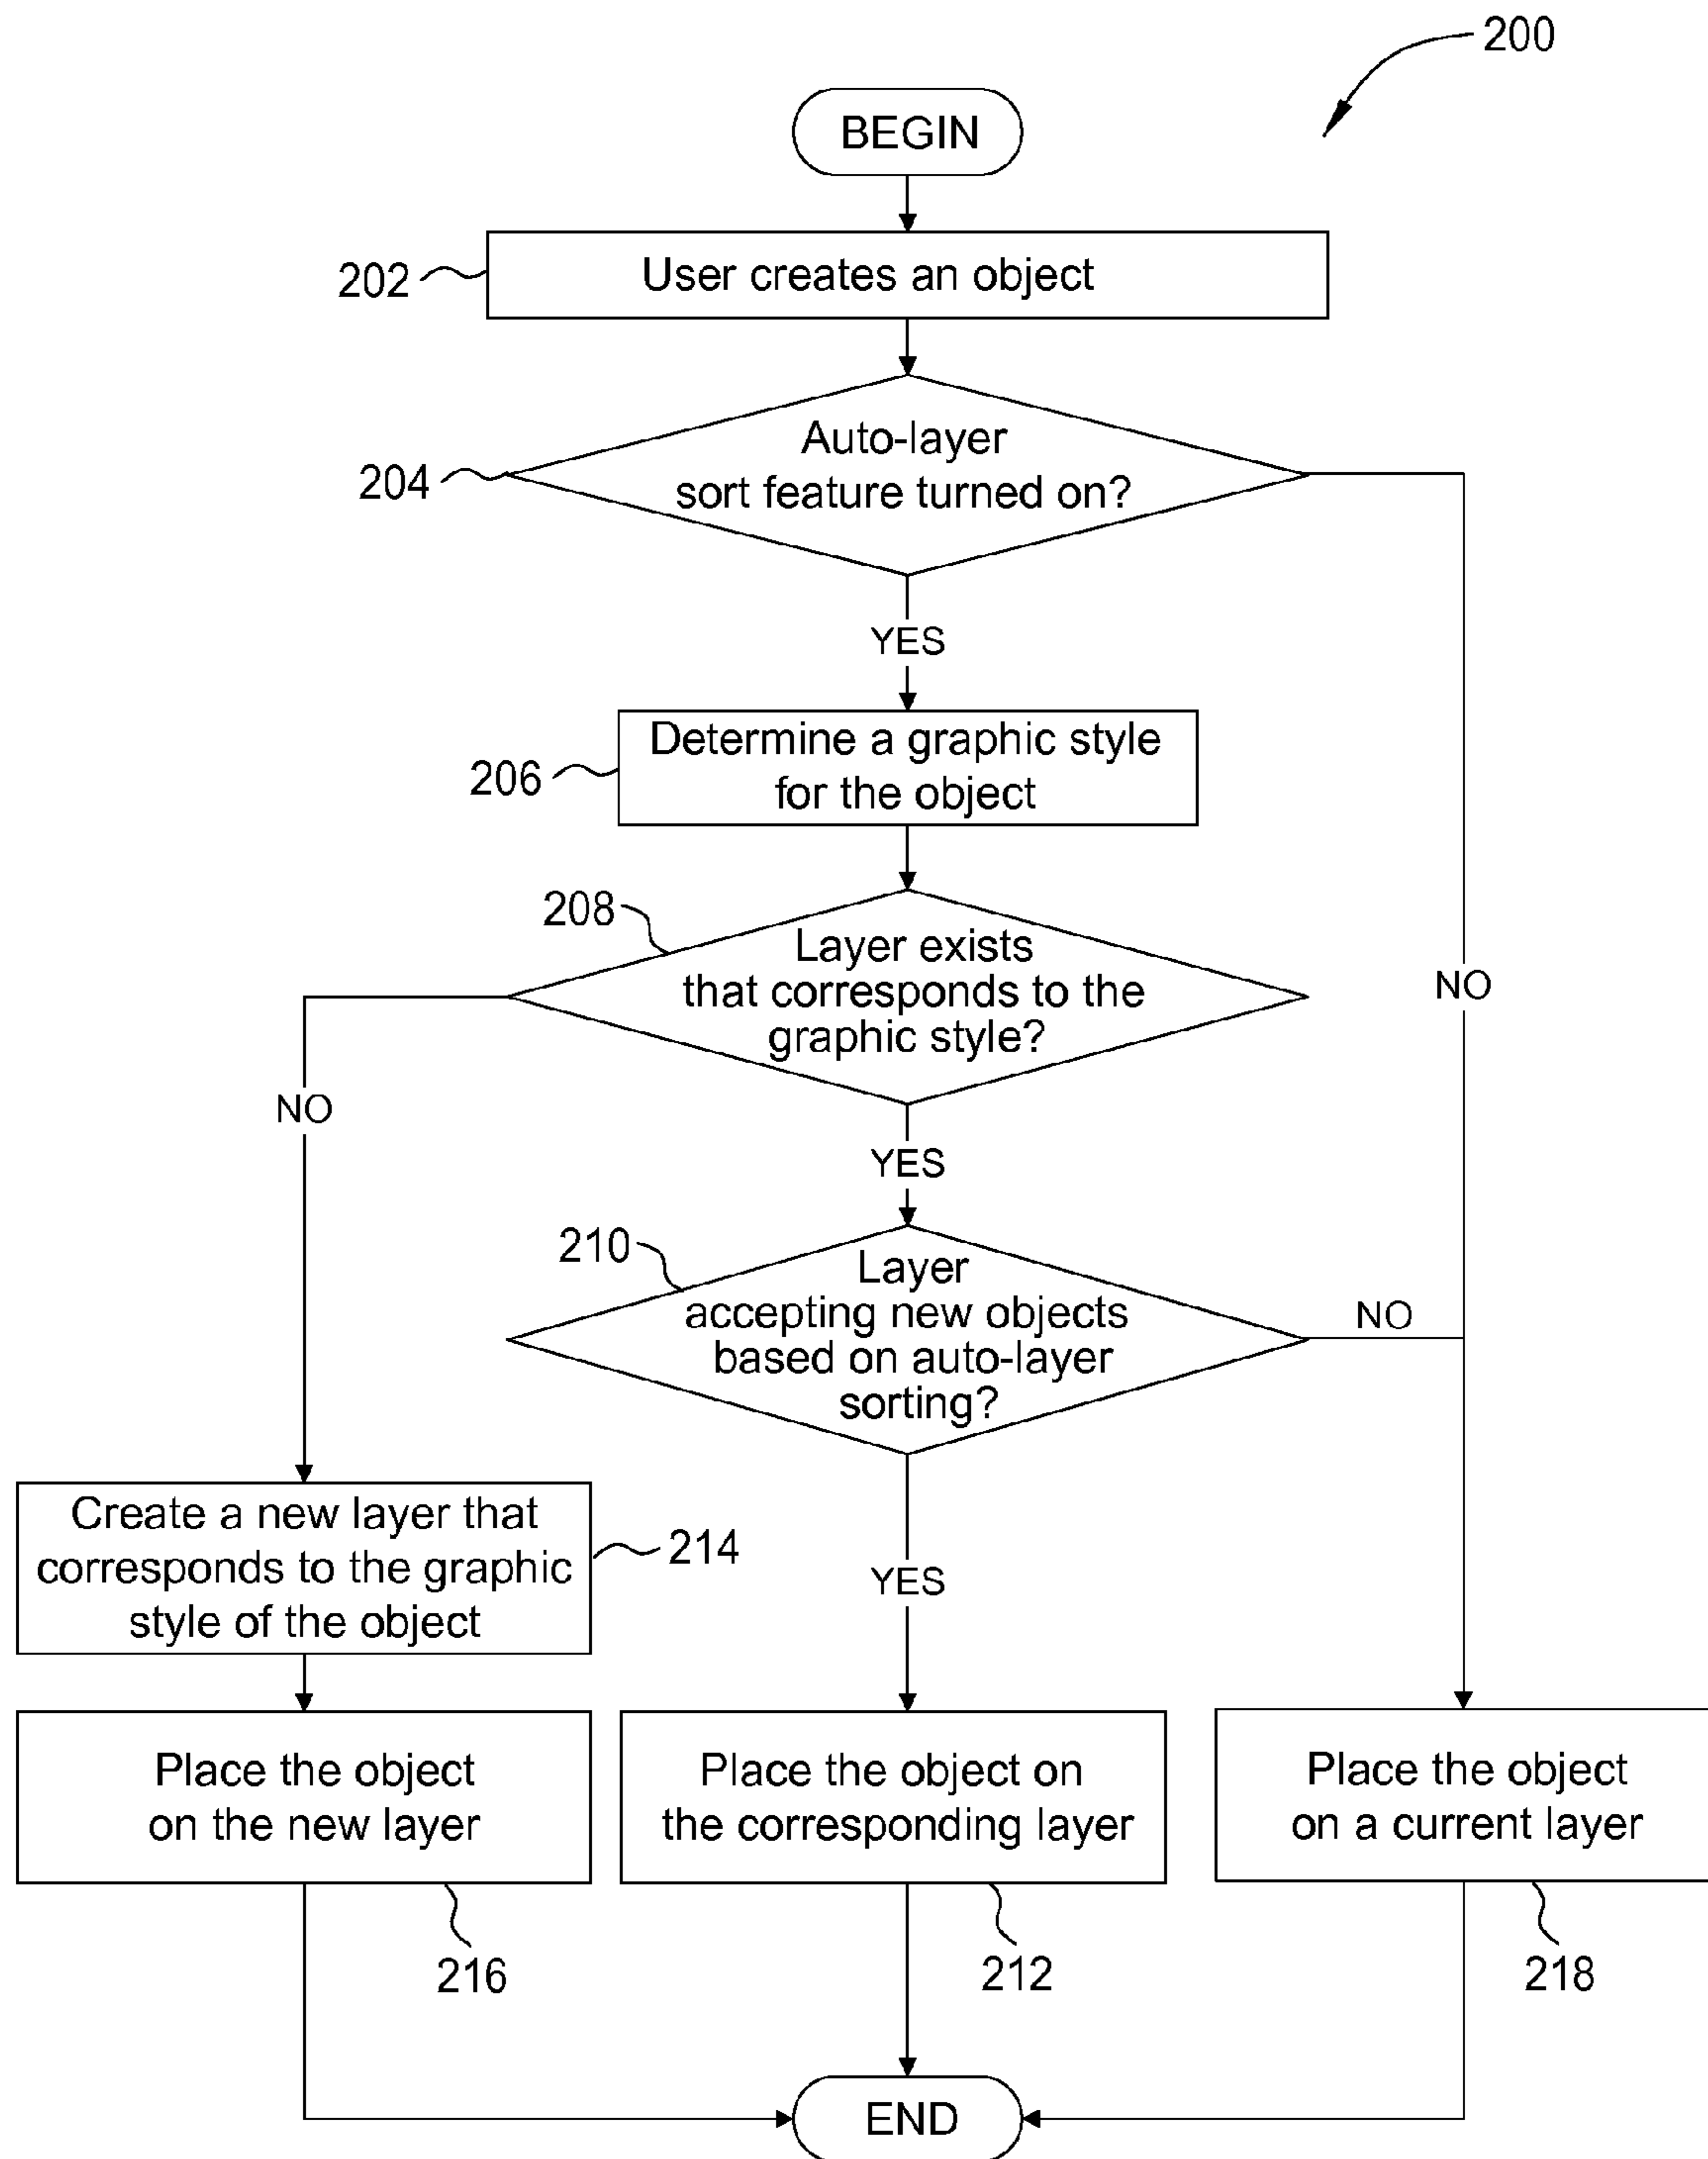 200
BEGIN
202
User creates an object
204
Auto-layer
sort feature turned on?
YES
206
Determine a graphic style
for the object
208
Layer exists
that corresponds to the
graphic style?
NO
NO
YES
210
Layer
accepting new objects
based on auto-layer
sorting?
NO
YES
Create a new layer that
corresponds to the graphic
style of the object
214
Place the object
on the new layer
Place the object on
the corresponding layer
Place the object
on a current layer
216
212
218
END